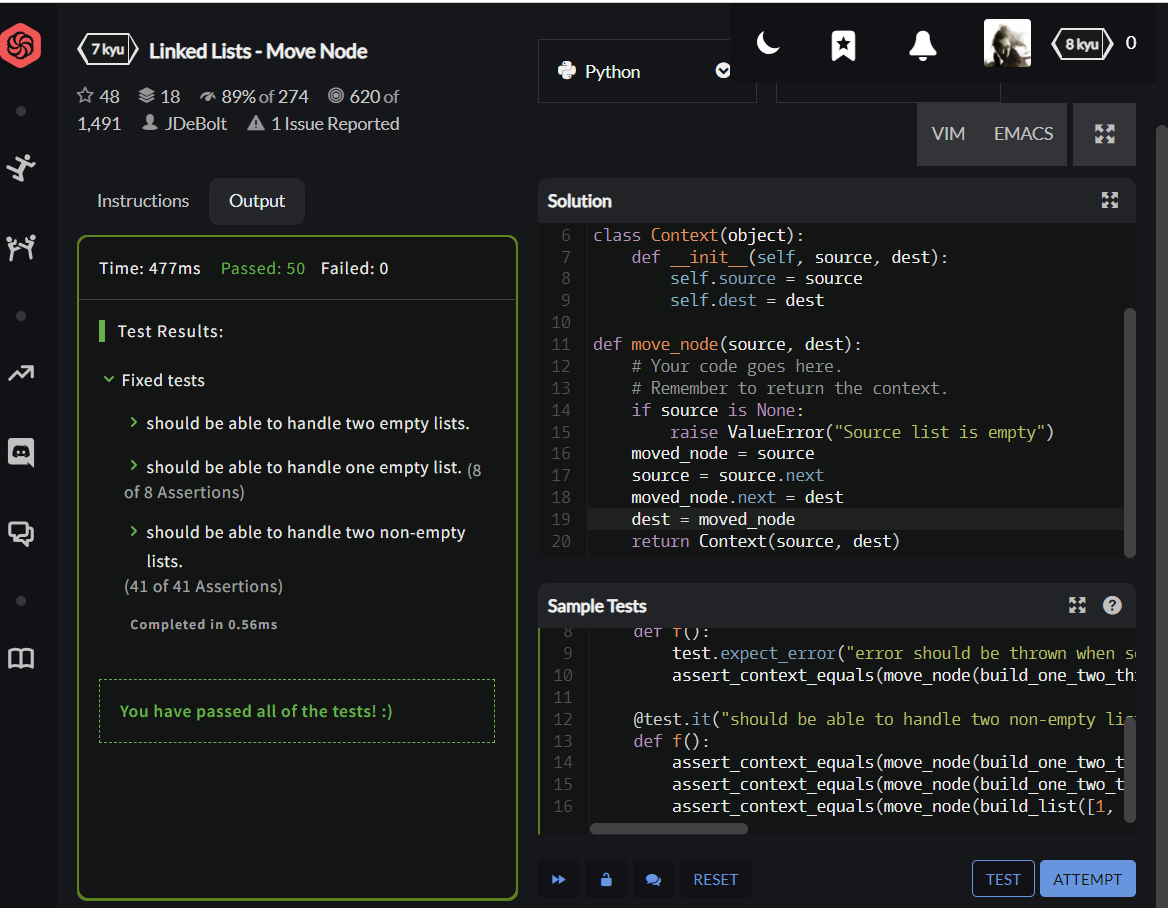 7 kyu Linked Lists - Move Node
48 18 89% of 274 620 of
1,491 JDeBolt 1 Issue Reported
Python
8 kyu 0
VIM EMACS
Instructions Output
Time: 477ms Passed: 50 Failed: 0
Test Results:
Fixed tests
should be able to handle two empty lists.
should be able to handle one empty list. (8
of 8 Assertions)
should be able to handle two non-empty
lists.
(41 of 41 Assertions)
Completed in 0.56ms
You have passed all of the tests! :)
Solution
6 class Context(object):
7 def __init__(self, source, dest):
8 self.source = source
9 self.dest = dest
10
11 def move_node(source, dest):
12 # Your code goes here.
13 # Remember to return the context.
14 if source is None:
15 raise ValueError("Source list is empty")
16 moved_node = source
17 source = source.next
18 moved_node.next = dest
19 dest = moved_node
20 return Context(source, dest)
Sample Tests
8 def f():
9 test.expect_error("error should be thrown when s
10 assert_context_equals(move_node(build_one_two_th
11
12 @test.it("should be able to handle two non-empty li
13 def f():
14 assert_context_equals(move_node(build_one_two_t
15 assert_context_equals(move_node(build_one_two_t
16 assert_context_equals(move_node(build_list([1,
RESET
TEST ATTEMPT